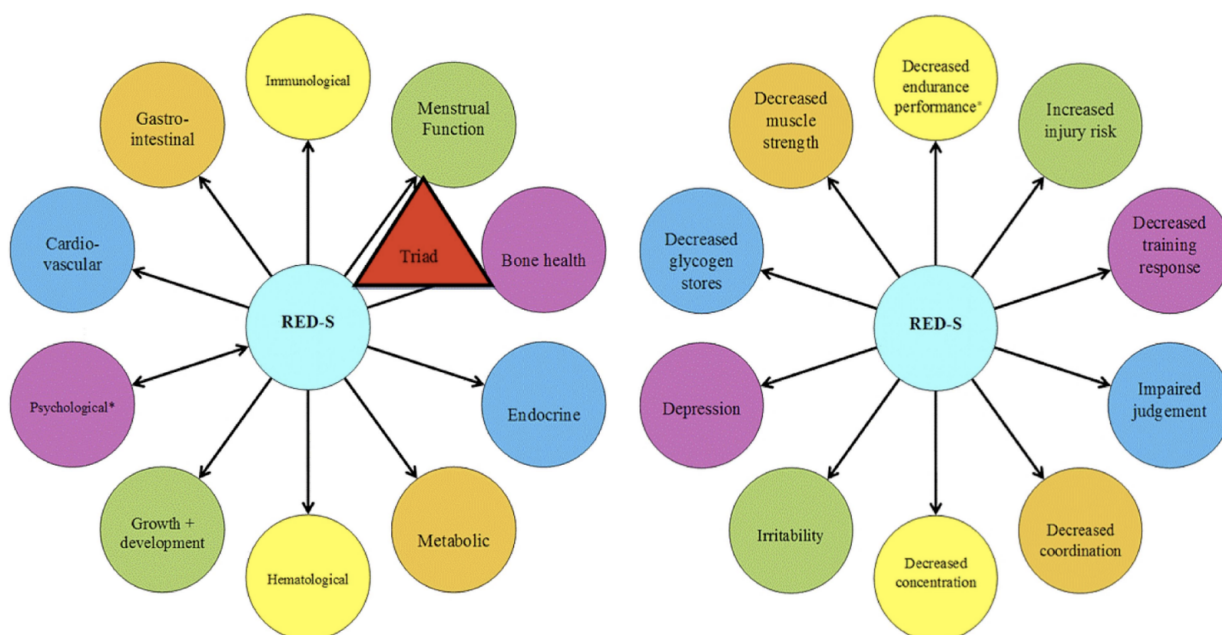 Immunological
Gastro-
intestinal
Menstrual
Function
Cardio-
vascular
Triad
Bone health
RED-S
Psychological*
Endocrine
Growth +
development
Metabolic
Hematological
Decreased
endurance
performance*
Decreased
muscle
strength
Increased
injury risk
Decreased
glycogen
stores
Decreased
training
response
RED-S
Depression
Impaired
judgement
Irritability
Decreased
coordination
Decreased
concentration